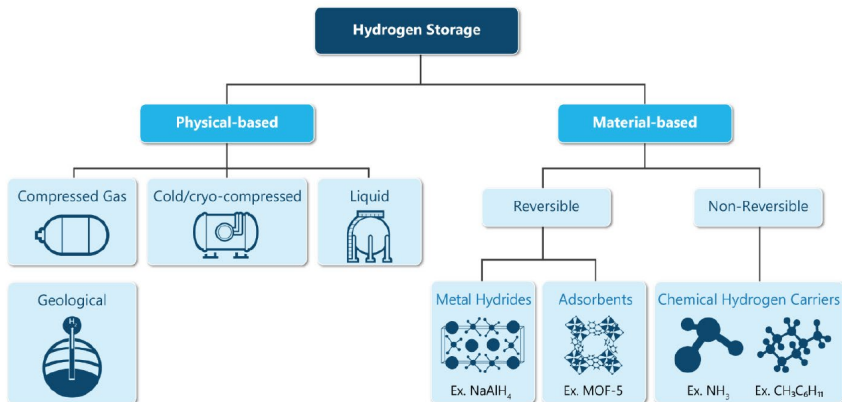 Hydrogen Storage
Physical-based
Material-based
Compressed Gas
Cold/cryo-compressed
Liquid
Reversible
Non-Reversible
Geological
H
Metal Hydrides
Adsorbents
Chemical Hydrogen Carriers
Ex. NaAlH₄
Ex. MOF-5
Ex. NH₃
Ex. CH₃C₆H₁₁